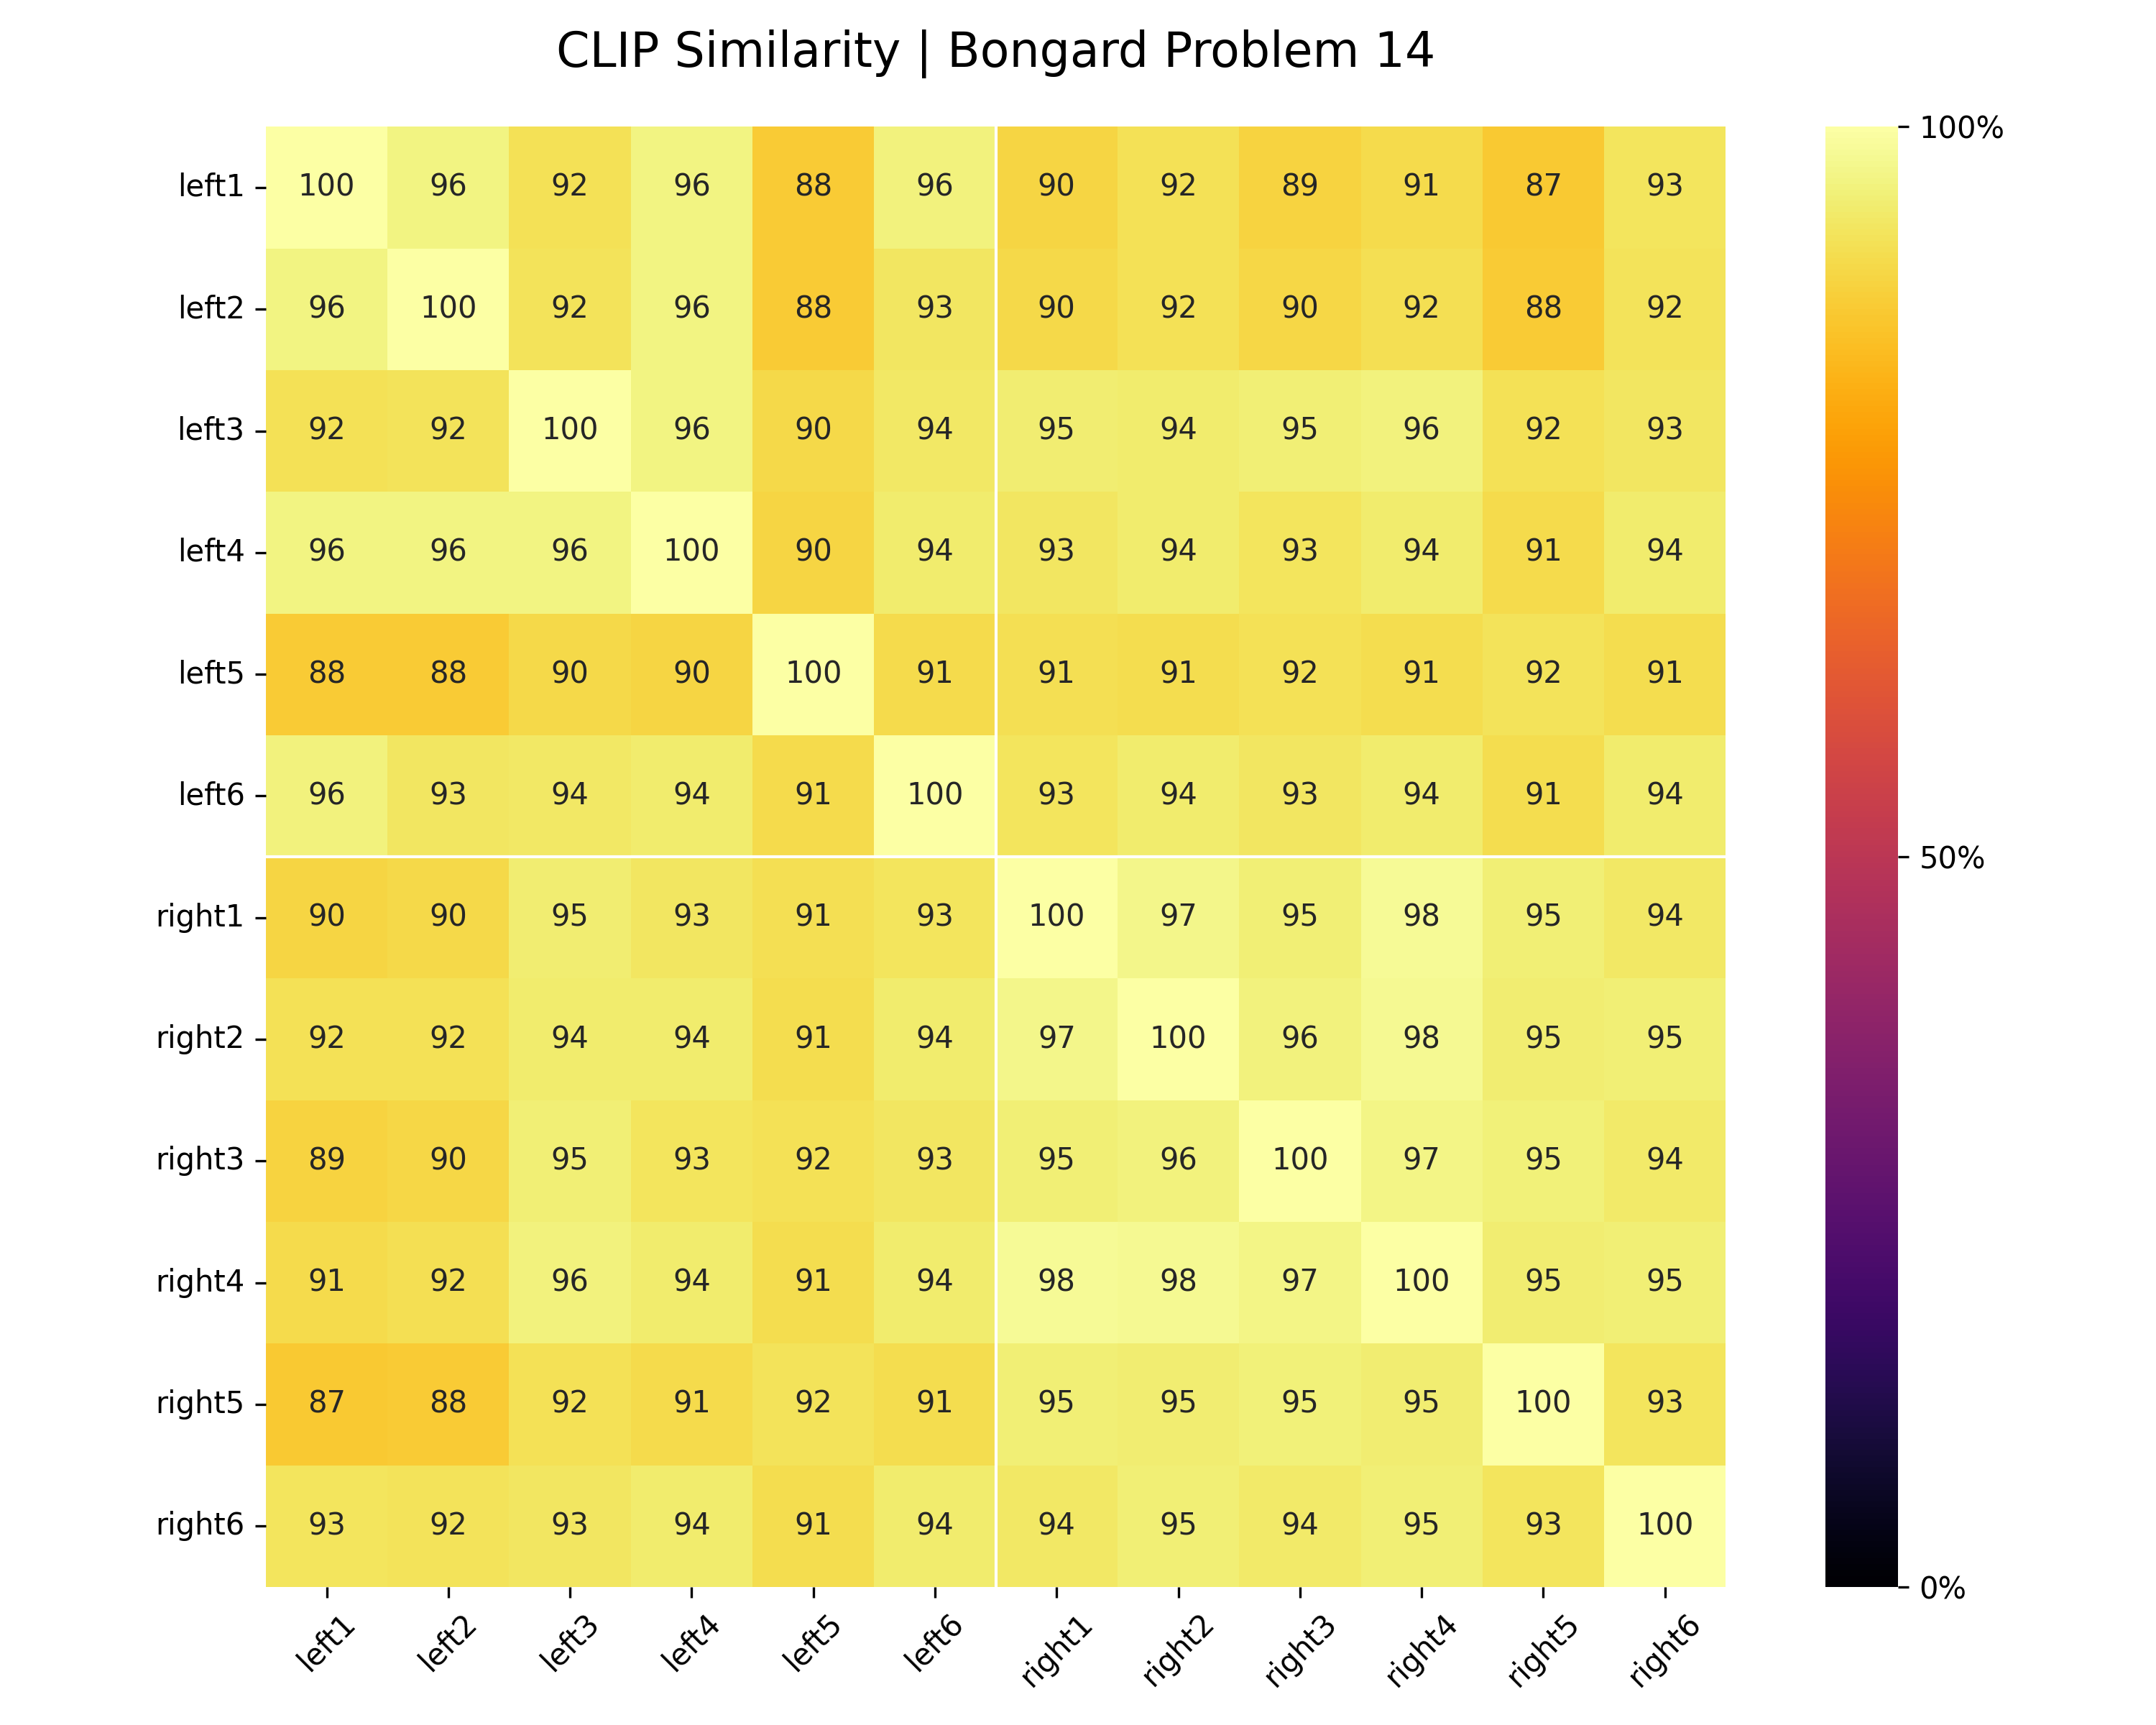 CLIP Similarity | Bongard Problem 14
left1 100 96 92 96 88 96 90 92 89 91 87 93
left2 96 100 92 96 88 93 90 92 90 92 88 92
left3 92 92 100 96 90 94 95 94 95 96 92 93
left4 96 96 96 100 90 94 93 94 93 94 91 94
left5 88 88 90 90 100 91 91 91 92 91 92 91
left6 96 93 94 94 91 100 93 94 93 94 91 94
right1 90 90 95 93 91 93 100 97 95 98 95 94
right2 92 92 94 94 91 94 97 100 96 98 95 95
right3 89 90 95 93 92 93 95 96 100 97 95 94
right4 91 92 96 94 91 94 98 98 97 100 95 95
right5 87 88 92 91 92 91 95 95 95 95 100 93
right6 93 92 93 94 91 94 94 95 94 95 93 100
left1 left2 left3 left4 left5 left6 right1 right2 right3 right4 right5 right6
100%
50%
0%